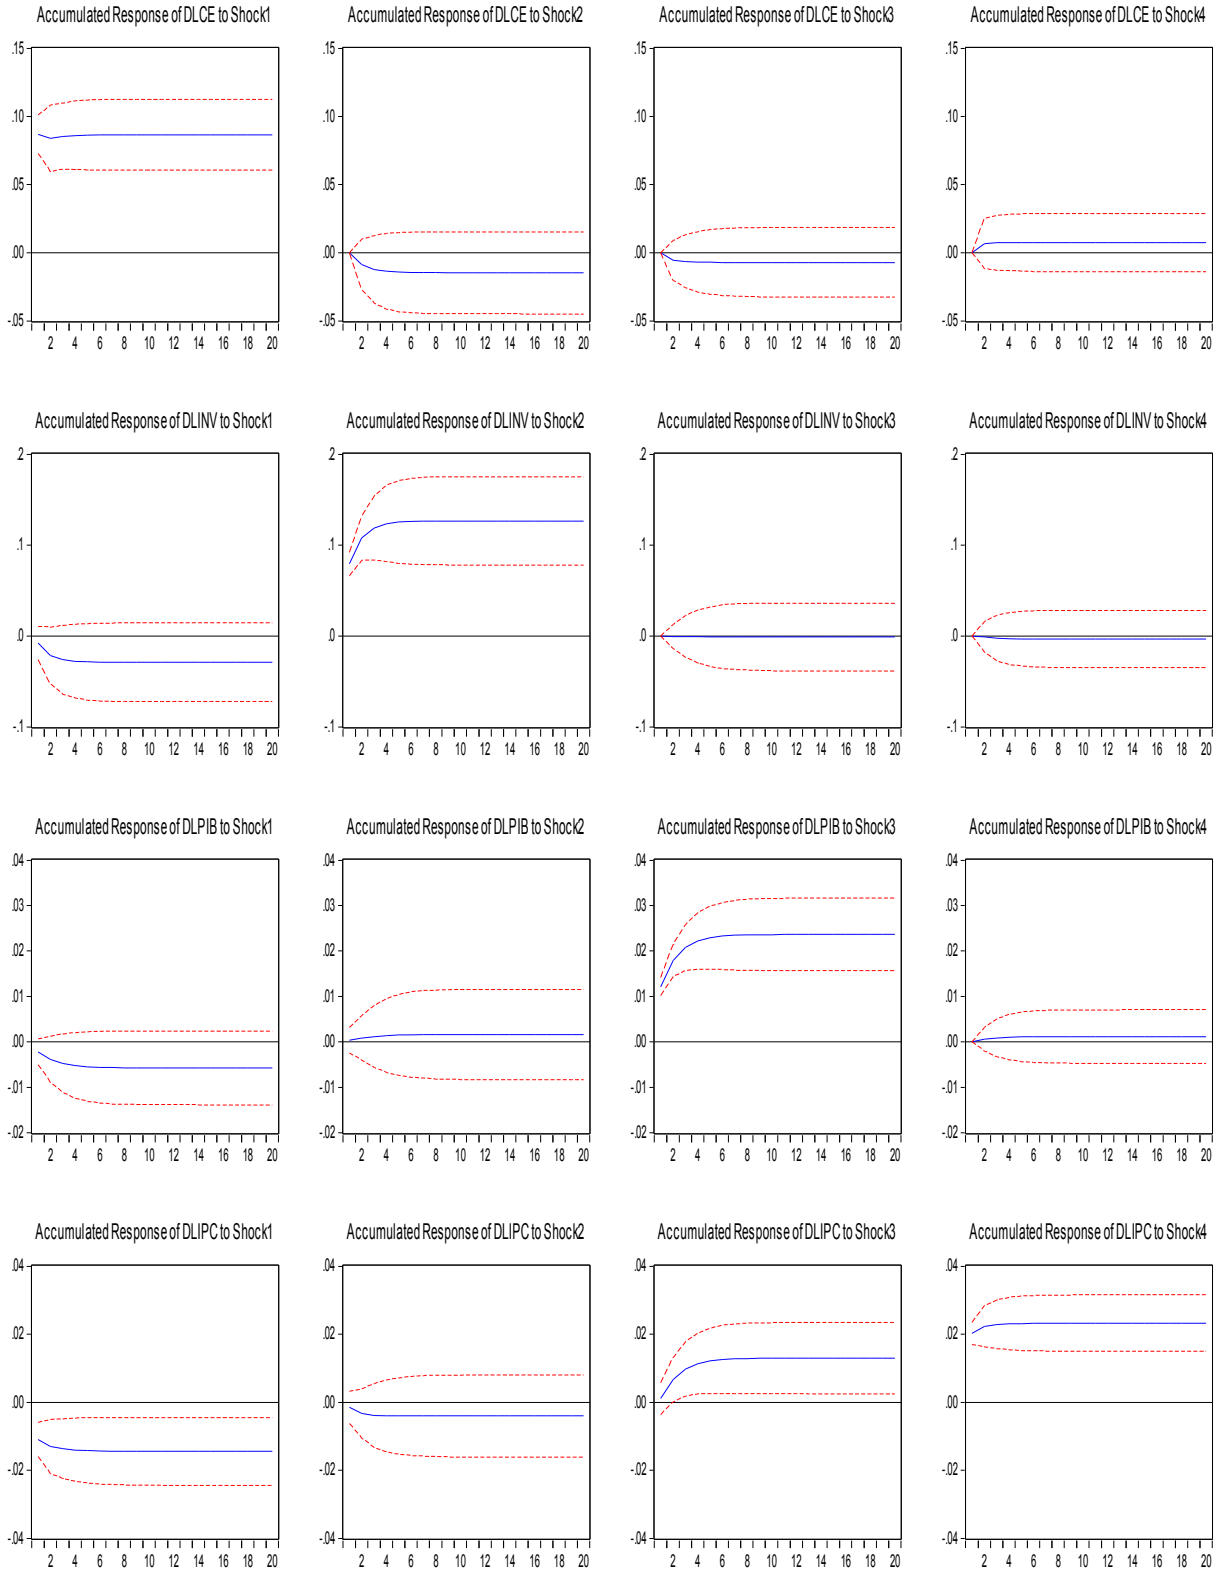 Accumulated Response of DLCE to Shock1
.15
.10
.05
.00
-.05
2 4 6 8 10 12 14 16 18 20
Accumulated Response of DLCE to Shock2
.15
.10
.05
.00
-.05
2 4 6 8 10 12 14 16 18 20
Accumulated Response of DLCE to Shock3
.15
.10
.05
.00
-.05
2 4 6 8 10 12 14 16 18 20
Accumulated Response of DLCE to Shock4
.15
.10
.05
.00
-.05
2 4 6 8 10 12 14 16 18 20
Accumulated Response of DLINV to Shock1
.2
.1
.0
-.1
2 4 6 8 10 12 14 16 18 20
Accumulated Response of DLINV to Shock2
.2
.1
.0
-.1
2 4 6 8 10 12 14 16 18 20
Accumulated Response of DLINV to Shock3
.2
.1
.0
-.1
2 4 6 8 10 12 14 16 18 20
Accumulated Response of DLINV to Shock4
.2
.1
.0
-.1
2 4 6 8 10 12 14 16 18 20
Accumulated Response of DLPIB to Shock1
.04
.03
.02
.01
.00
-.01
-.02
2 4 6 8 10 12 14 16 18 20
Accumulated Response of DLPIB to Shock2
.04
.03
.02
.01
.00
-.01
-.02
2 4 6 8 10 12 14 16 18 20
Accumulated Response of DLPIB to Shock3
.04
.03
.02
.01
.00
-.01
-.02
2 4 6 8 10 12 14 16 18 20
Accumulated Response of DLPIB to Shock4
.04
.03
.02
.01
.00
-.01
-.02
2 4 6 8 10 12 14 16 18 20
Accumulated Response of DLIPC to Shock1
.04
.02
.00
-.02
-.04
2 4 6 8 10 12 14 16 18 20
Accumulated Response of DLIPC to Shock2
.04
.02
.00
-.02
-.04
2 4 6 8 10 12 14 16 18 20
Accumulated Response of DLIPC to Shock3
.04
.02
.00
-.02
-.04
2 4 6 8 10 12 14 16 18 20
Accumulated Response of DLIPC to Shock4
.04
.02
.00
-.02
-.04
2 4 6 8 10 12 14 16 18 20